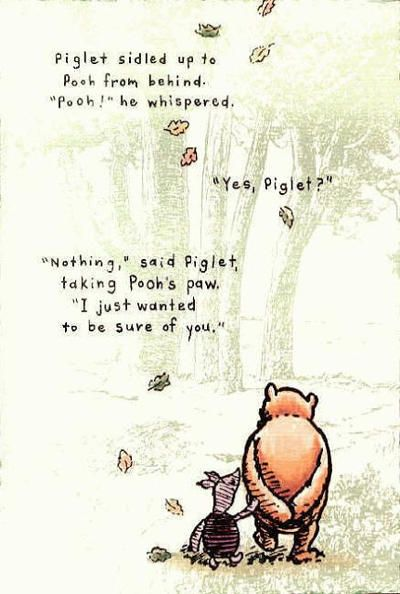 Piglet sidled up to
Pooh from behind.
"Pooh!" he whispered.
"Yes, Piglet?"
"Nothing," said Piglet,
taking Pooh's paw.
"I just wanted
to be sure of you."